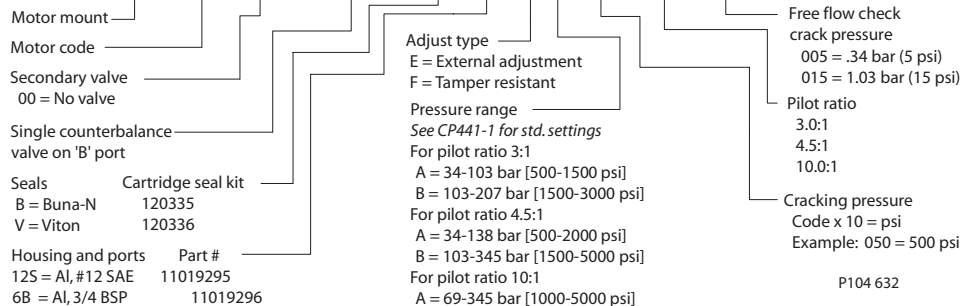 Motor mount
Motor code
Secondary valve
00 = No valve
Single counterbalance
valve on 'B' port
Seals Cartridge seal kit
B = Buna-N 120335
V = Viton 120336
Housing and ports Part #
12S = Al, #12 SAE 11019295
6B = Al, 3/4 BSP 11019296
Adjust type
E = External adjustment
F = Tamper resistant
Pressure range
See CP441-1 for std. settings
For pilot ratio 3:1
A = 34-103 bar [500-1500 psi]
B = 103-207 bar [1500-3000 psi]
For pilot ratio 4.5:1
A = 34-138 bar [500-2000 psi]
B = 103-345 bar [1500-5000 psi]
For pilot ratio 10:1
A = 69-345 bar [1000-5000 psi]
Free flow check
crack pressure
005 = .34 bar (5 psi)
015 = 1.03 bar (15 psi)
Pilot ratio
3.0:1
4.5:1
10.0:1
Cracking pressure
Code x 10 = psi
Example: 050 = 500 psi
P104 632